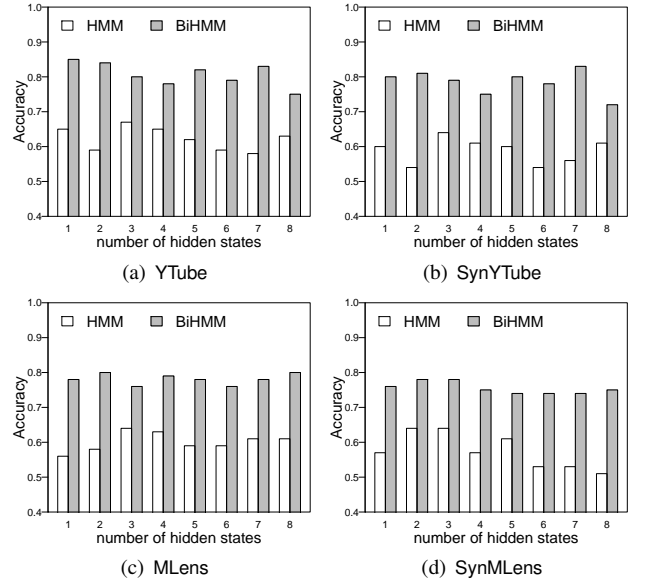 HMM BiHMM
1.0
0.9
0.8
0.7
0.6
0.5
0.4
Accuracy
1 2 3 4 5 6 7 8
number of hidden states
(a) YTube
HMM BiHMM
1.0
0.9
0.8
0.7
0.6
0.5
0.4
Accuracy
1 2 3 4 5 6 7 8
number of hidden states
(b) SynYTube
HMM BiHMM
1.0
0.9
0.8
0.7
0.6
0.5
0.4
Accuracy
1 2 3 4 5 6 7 8
number of hidden states
(c) MLens
HMM BiHMM
1.0
0.9
0.8
0.7
0.6
0.5
0.4
Accuracy
1 2 3 4 5 6 7 8
number of hidden states
(d) SynMLens